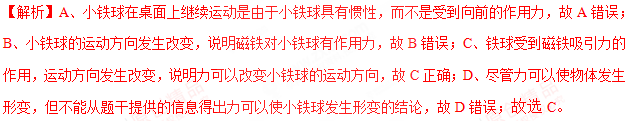 【解析】A、小铁球在桌面上继续运动是由于小铁球具有惯性，而不是受到向前的作用力，故 A 错误；
B、小铁球的运动方向发生改变，说明磁铁对小铁球有作用力，故 B 错误；C、铁球受到磁铁吸引力的
作用，运动方向发生改变，说明力可以改变小铁球的运动方向，故 C 正确；D、尽管力可以使物体发生
形变，但不能从题干提供的信息得出力可以使小铁球发生形变的结论，故 D 错误；故选 C。